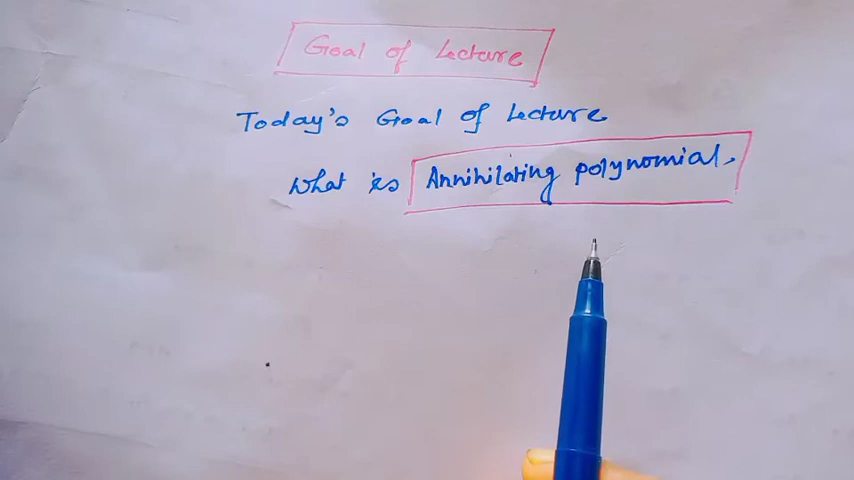 Goal of Lecture
Today's Goal of Lecture
What is Annihilating polynomial.